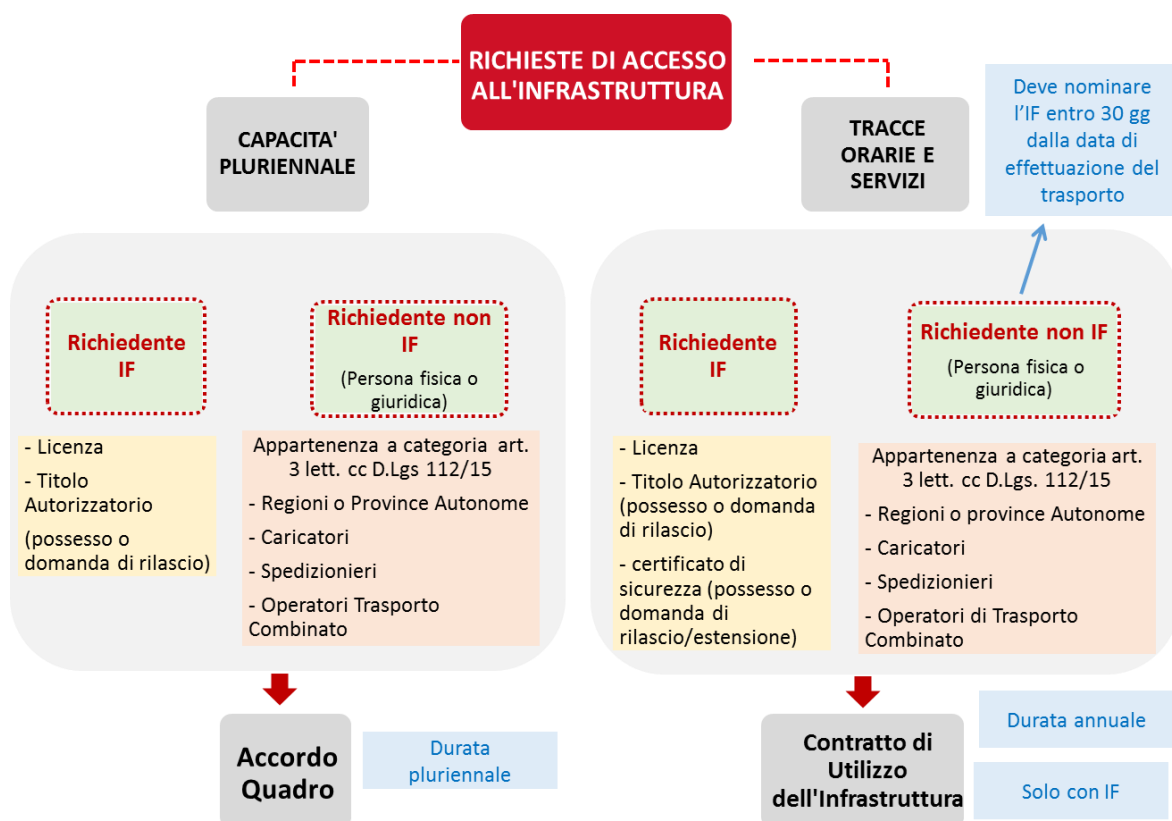 RICHIESTE DI ACCESSO
ALL'INFRASTRUTTURA
CAPACITA'
PLURIENNALE
TRACCE
ORARIE E
SERVIZI
Deve nominare
l'IF entro 30 gg
dalla data di
effettuazione del
trasporto
Richiedente
IF
Richiedente non
IF
(Persona fisica o
giuridica)
- Licenza
- Titolo
Autorizzatorio
(possesso o
domanda di rilascio)
Appartenenza a categoria art.
3 lett. cc D.Lgs 112/15
- Regioni o Province Autonome
- Caricatori
- Spedizionieri
- Operatori Trasporto
Combinato
Richiedente
IF
Richiedente non IF
(Persona fisica o
giuridica)
- Licenza
- Titolo Autorizzatorio
(possesso o domanda
di rilascio)
- certificato di
sicurezza (possesso o
domanda di
rilascio/estensione)
Appartenenza a categoria art.
3 lett. cc D.Lgs. 112/15
- Regioni o province Autonome
- Caricatori
- Spedizionieri
- Operatori di Trasporto
Combinato
Accordo
Quadro
Durata
pluriennale
Contratto di
Utilizzo
dell'Infrastruttura
Durata annuale
Solo con IF